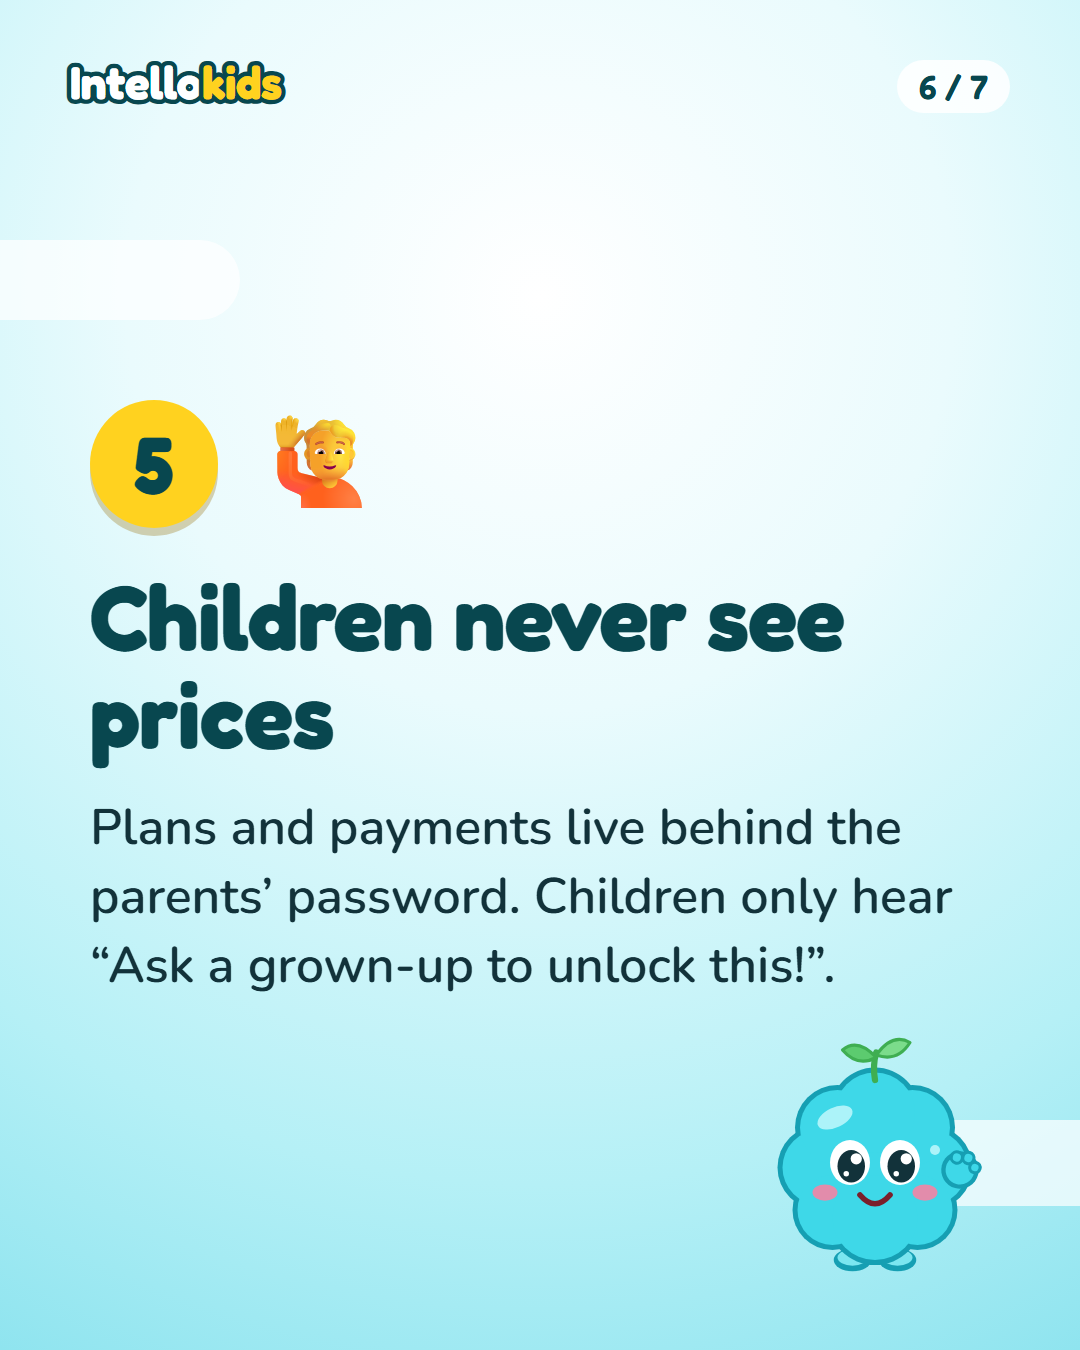 Intellokids
6 / 7
5
Children never see
prices
Plans and payments live behind the
parents’ password. Children only hear
“Ask a grown-up to unlock this!”.